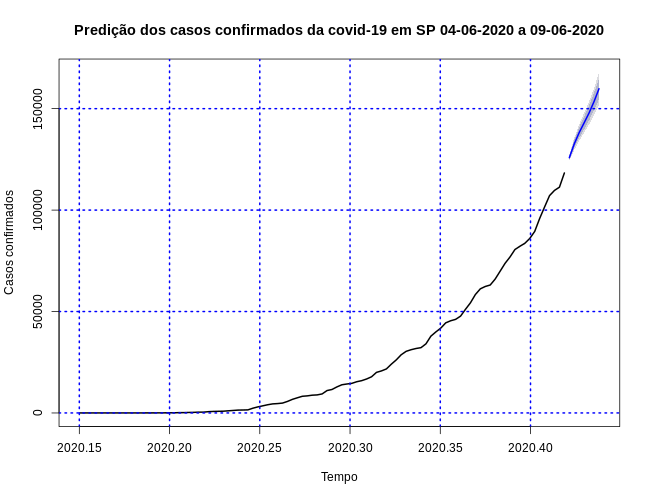 Predição dos casos confirmados da covid-19 em SP 04-06-2020 a 09-06-2020
Casos confirmados
150000
100000
50000
0
2020.15 2020.20 2020.25 2020.30 2020.35 2020.40
Tempo